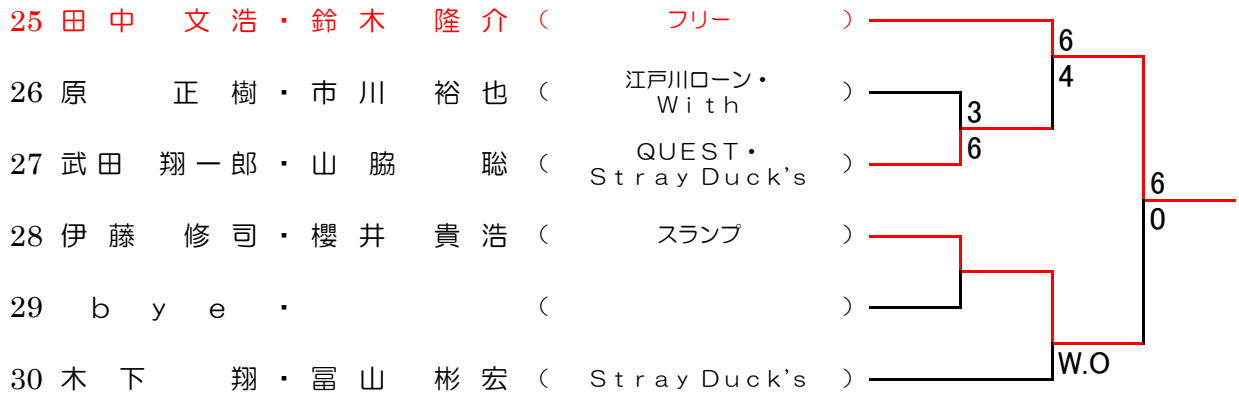 25 田中 文浩・鈴木 隆介 ( フリー )
6
4
26 原 正樹・市川 裕也 ( 江戸川ローン・
With )
3
6
27 武田 翔一郎・山脇 聡 ( QUEST・
Stray Duck's )
6
0
28 伊藤 修司・櫻井 貴浩 ( スランプ )
29 bye・ ( )
W.O
30 木下 翔・冨山 彬宏 ( Stray Duck's )